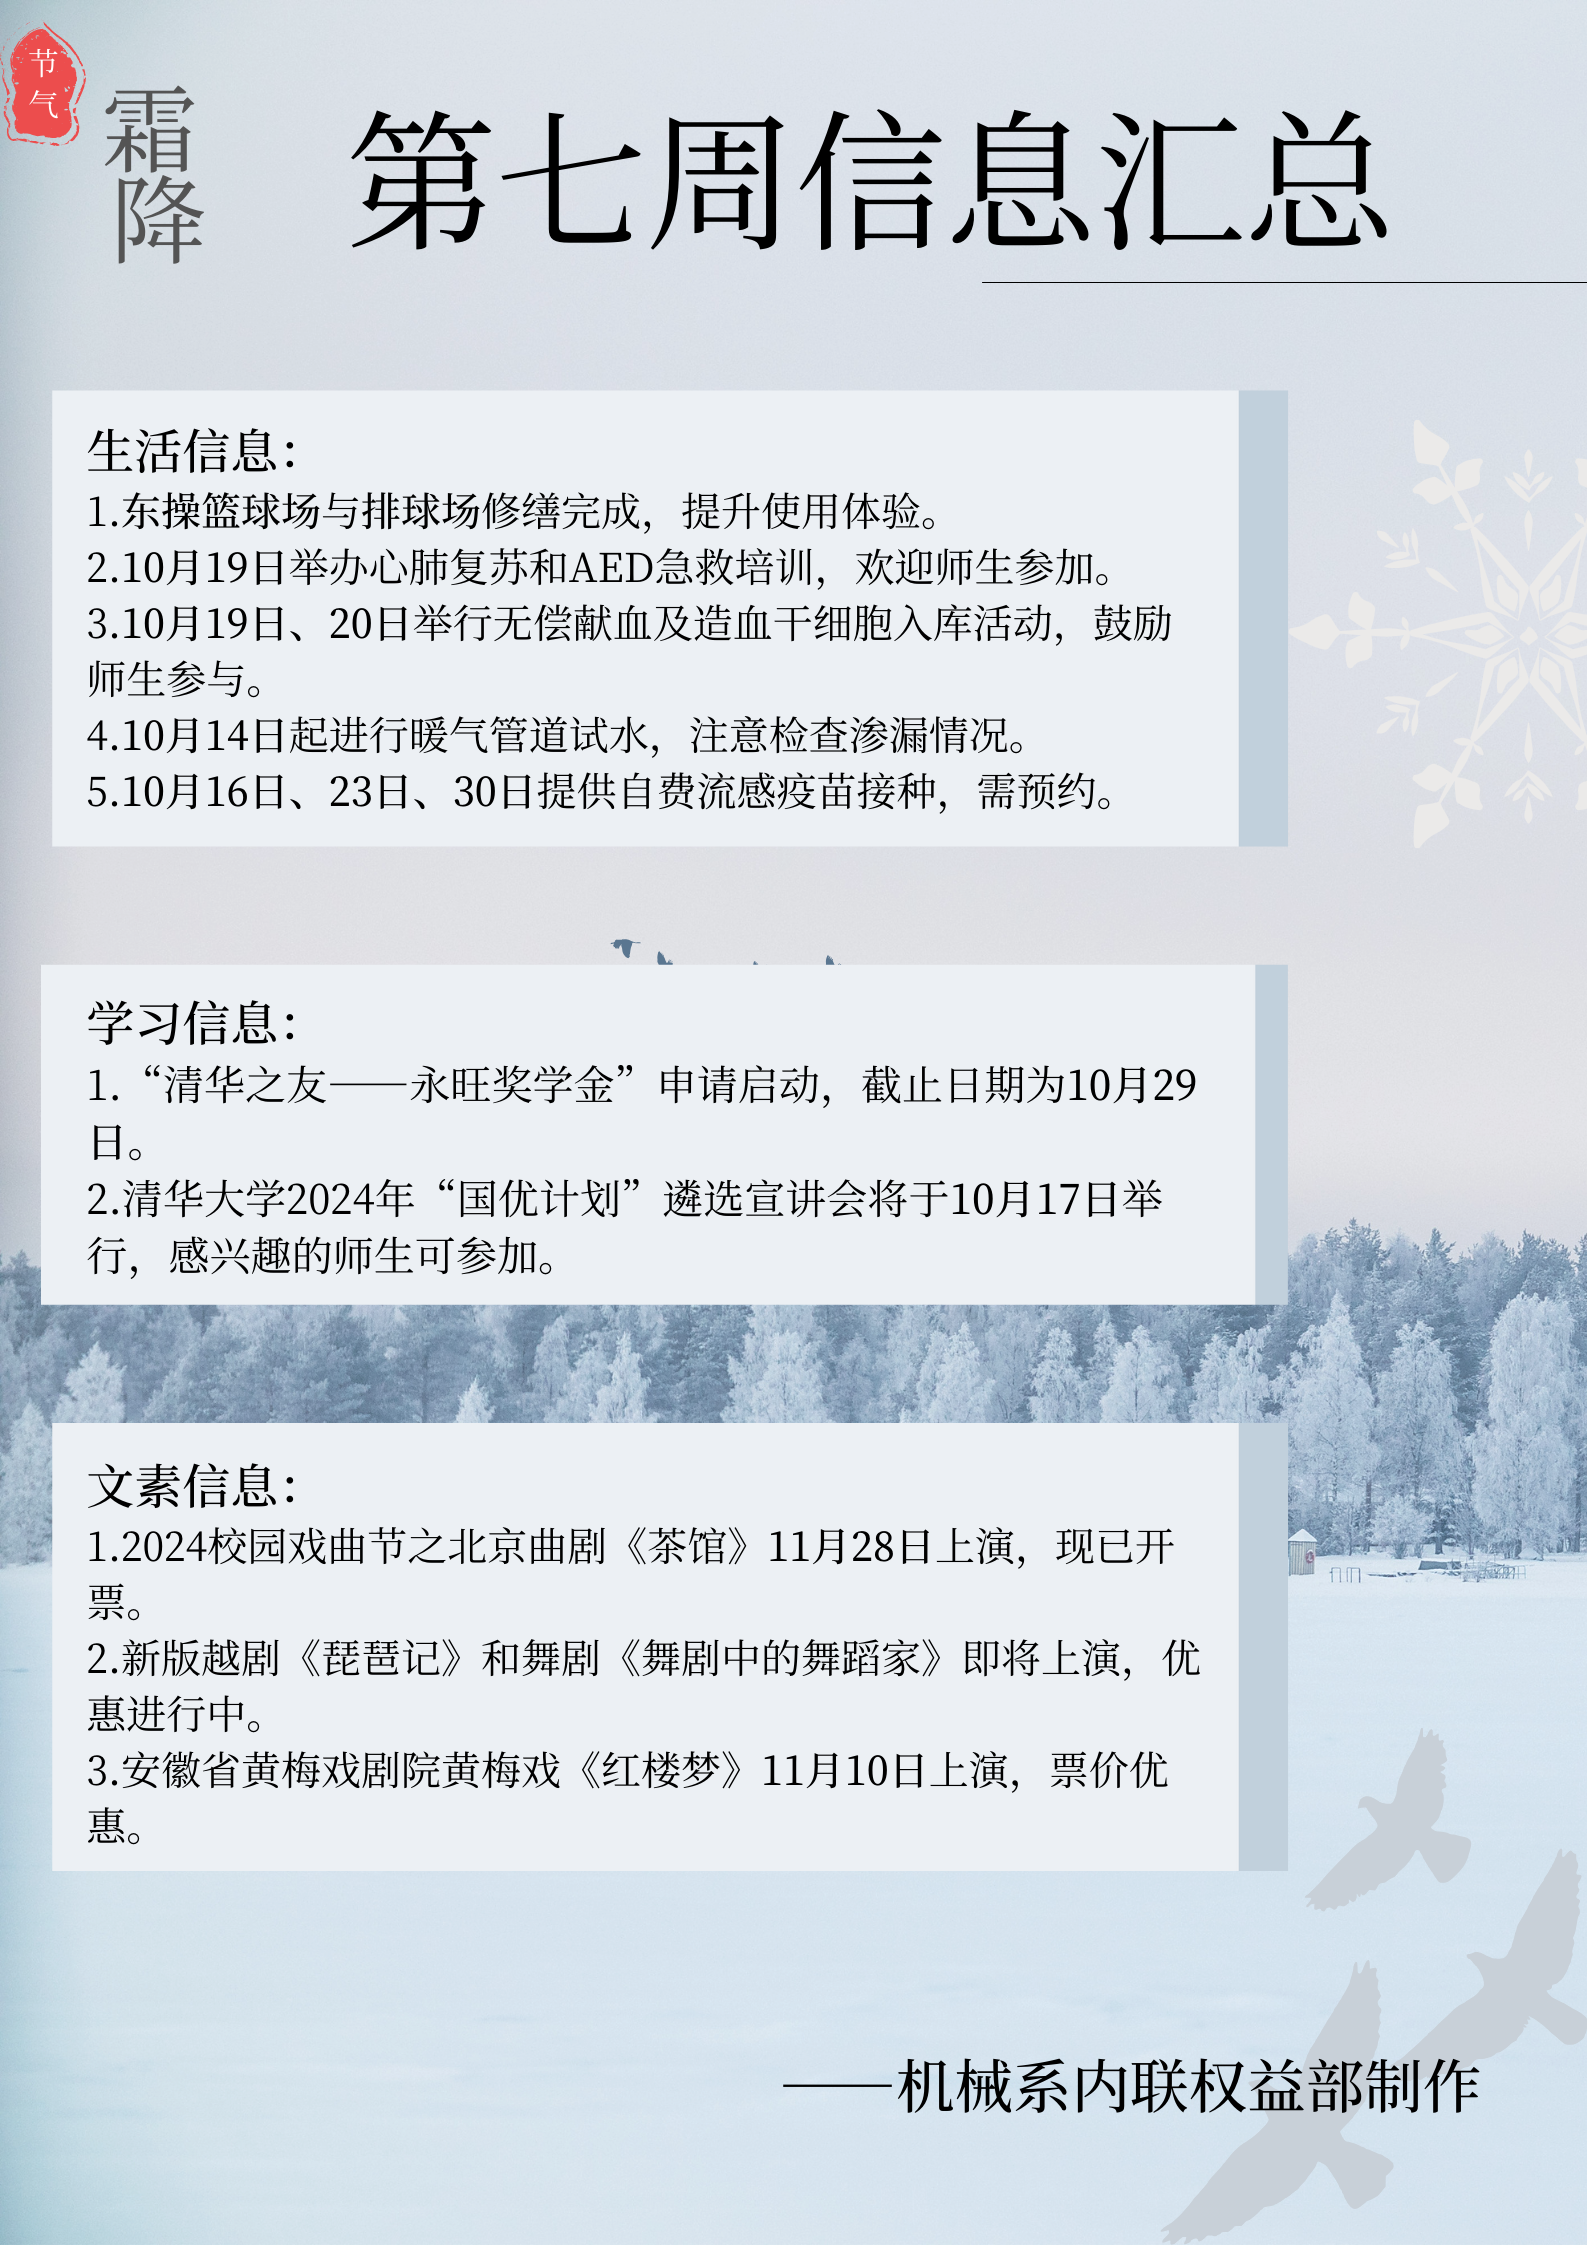 节
气
霜
降
第七周信息汇总
生活信息：
1.东操篮球场与排球场修缮完成，提升使用体验。
2.10月19日举办心肺复苏和AED急救培训，欢迎师生参加。
3.10月19日、20日举行无偿献血及造血干细胞入库活动，鼓励
师生参与。
4.10月14日起进行暖气管道试水，注意检查渗漏情况。
5.10月16日、23日、30日提供自费流感疫苗接种，需预约。
学习信息：
1.“清华之友——永旺奖学金”申请启动，截止日期为10月29
日。
2.清华大学2024年“国优计划”遴选宣讲会将于10月17日举
行，感兴趣的师生可参加。
文素信息：
1.2024校园戏曲节之北京曲剧《茶馆》11月28日上演，现已开
票。
2.新版越剧《琵琶记》和舞剧《舞剧中的舞蹈家》即将上演，优
惠进行中。
3.安徽省黄梅戏剧院黄梅戏《红楼梦》11月10日上演，票价优
惠。
——机械系内联权益部制作